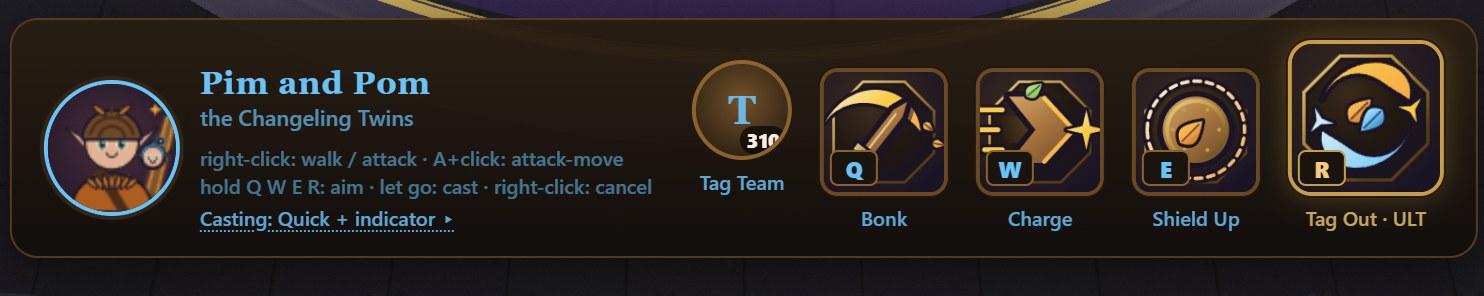 Pim and Pom
the Changeling Twins
right-click: walk / attack · A+click: attack-move
hold Q W E R: aim · let go: cast · right-click: cancel
Casting: Quick + indicator ▸
T
310
Tag Team
Q
Bonk
W
Charge
E
Shield Up
R
Tag Out · ULT